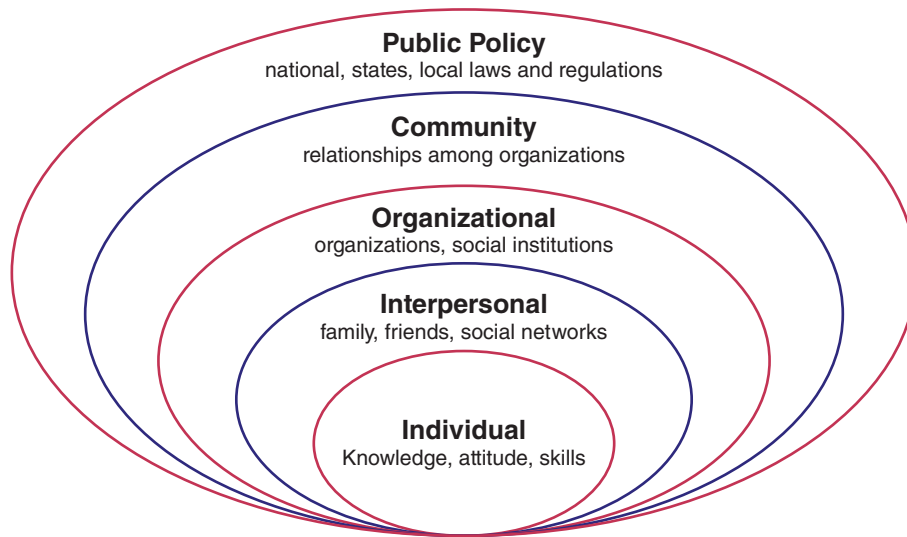 Public Policy
national, states, local laws and regulations
Community
relationships among organizations
Organizational
organizations, social institutions
Interpersonal
family, friends, social networks
Individual
Knowledge, attitude, skills